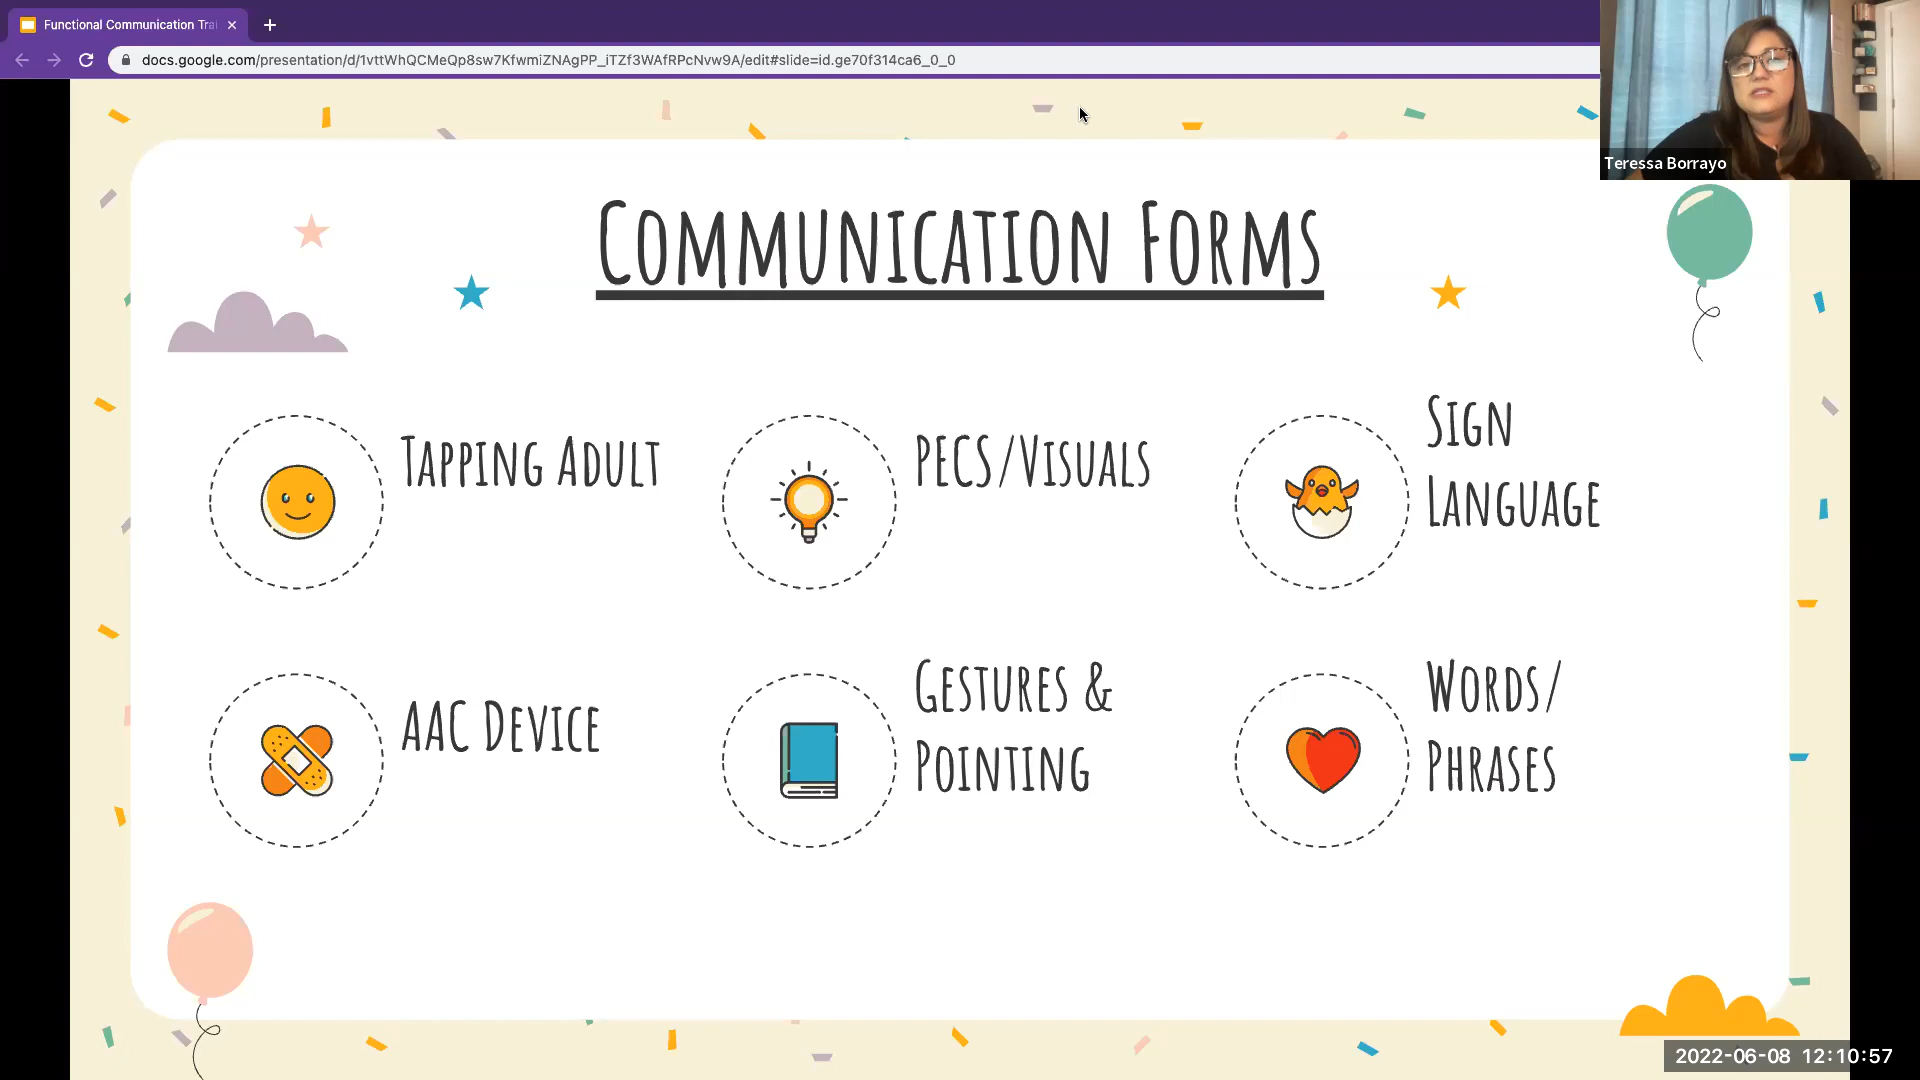 Functional Communication Trai
docs.google.com/presentation/d/1vttWhQCMeQp8sw7KfwmiZNAgPP_iTZf3WAfRPcNvw9A/edit#slide=id.ge70f314ca6_0_0
Teressa Borrayo
Communication Forms
Tapping Adult
PECS/Visuals
Sign
Language
AAC Device
Gestures &
Pointing
Words/
Phrases
2022-06-08 12:10:57